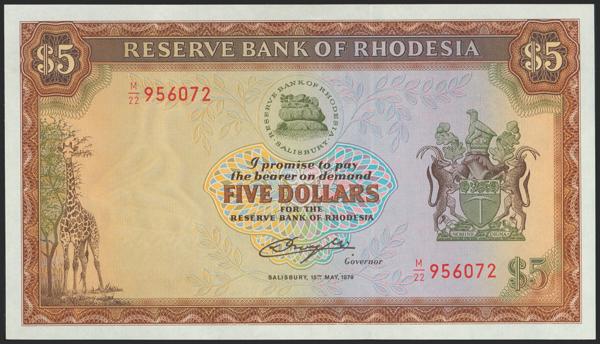 $5 RESERVE BANK OF RHODESIA $5
M/22 956072
RESERVE BANK OF RHODESIA
SALISBURY
I promise to pay
the bearer on demand
FIVE DOLLARS
FOR THE
RESERVE BANK OF RHODESIA
Governor
SALISBURY, 15TH MAY, 1979
M/22 956072
$5